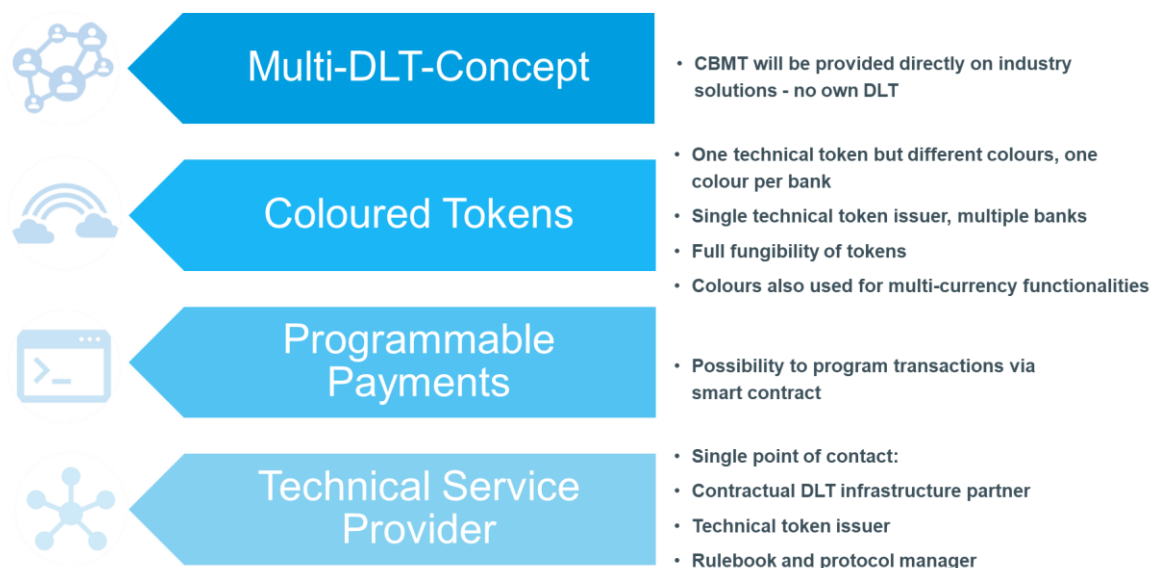 Multi-DLT-Concept
• CBMT will be provided directly on industry
solutions - no own DLT
Coloured Tokens
• One technical token but different colours, one
colour per bank
• Single technical token issuer, multiple banks
• Full fungibility of tokens
• Colours also used for multi-currency functionalities
Programmable
Payments
• Possibility to program transactions via
smart contract
Technical Service
Provider
• Single point of contact:
• Contractual DLT infrastructure partner
• Technical token issuer
• Rulebook and protocol manager